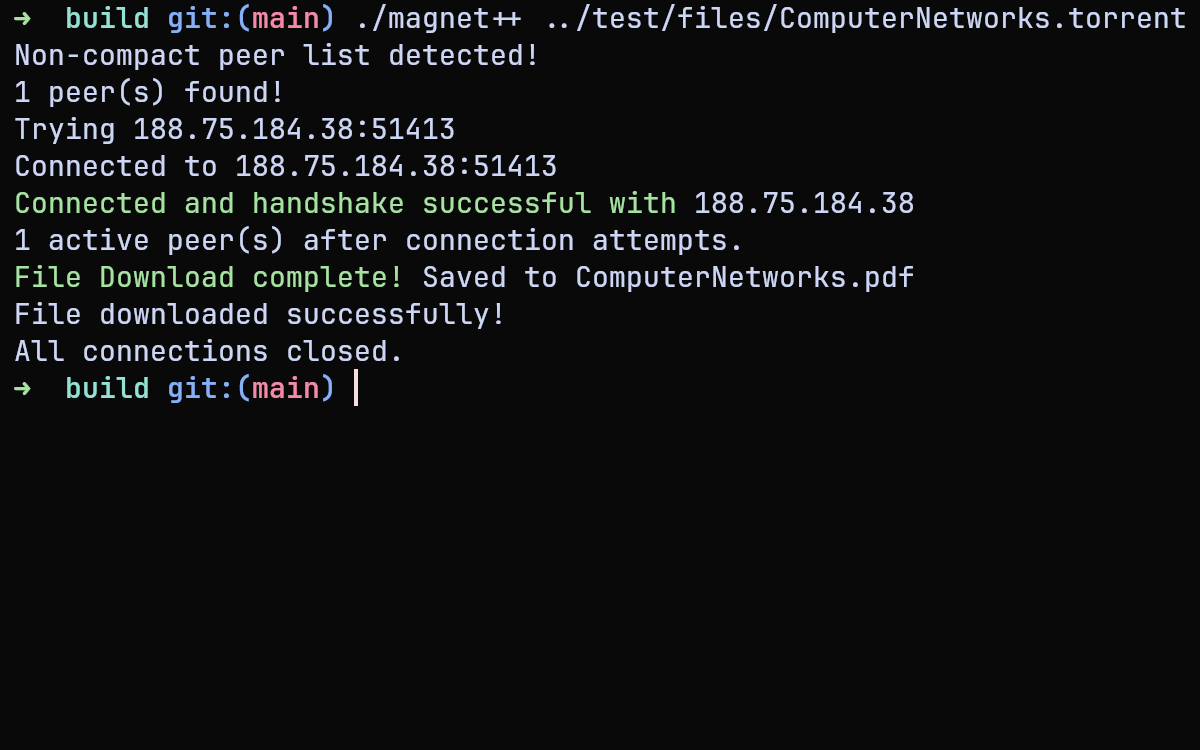 ➜  build git:(main) ./magnet++ ../test/files/ComputerNetworks.torrent
Non-compact peer list detected!
1 peer(s) found!
Trying 188.75.184.38:51413
Connected to 188.75.184.38:51413
Connected and handshake successful with 188.75.184.38
1 active peer(s) after connection attempts.
File Download complete! Saved to ComputerNetworks.pdf
File downloaded successfully!
All connections closed.
➜  build git:(main)